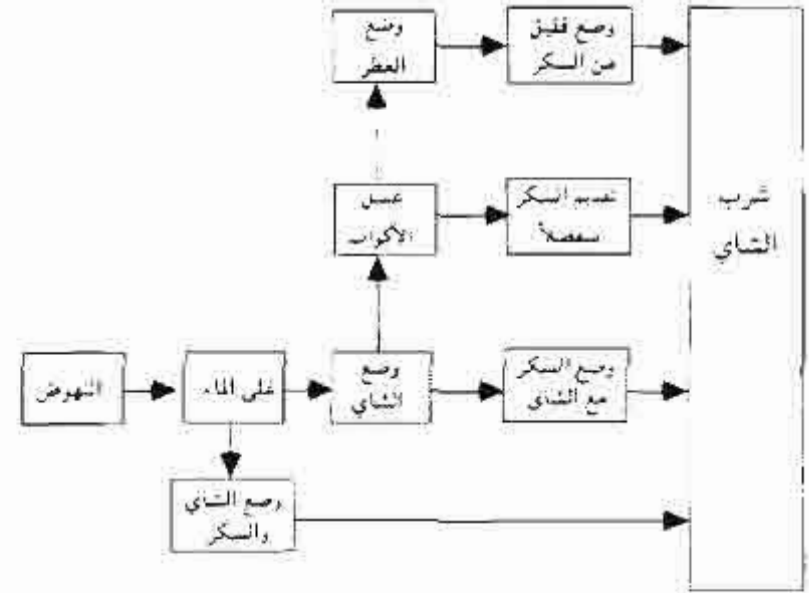 وضع
العطر
وضع قليل
من السكر
غسل
الأكواب
تقديم السكر
منفصلاً
شرب
الشاي
النهوض
غلى الماء
وضع
الشاي
وضع السكر
مع الشاي
وضع الشاي
والسكر